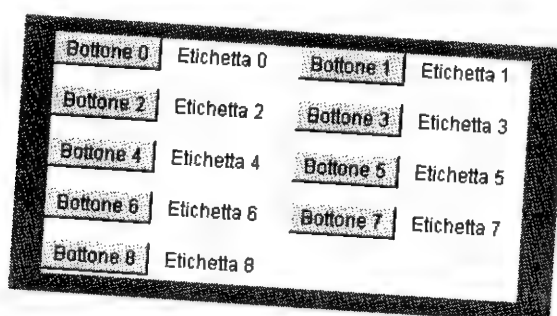 Bottone 0 Etichetta 0 Bottone 1 Etichetta 1
Bottone 2 Etichetta 2 Bottone 3 Etichetta 3
Bottone 4 Etichetta 4 Bottone 5 Etichetta 5
Bottone 6 Etichetta 6 Bottone 7 Etichetta 7
Bottone 8 Etichetta 8